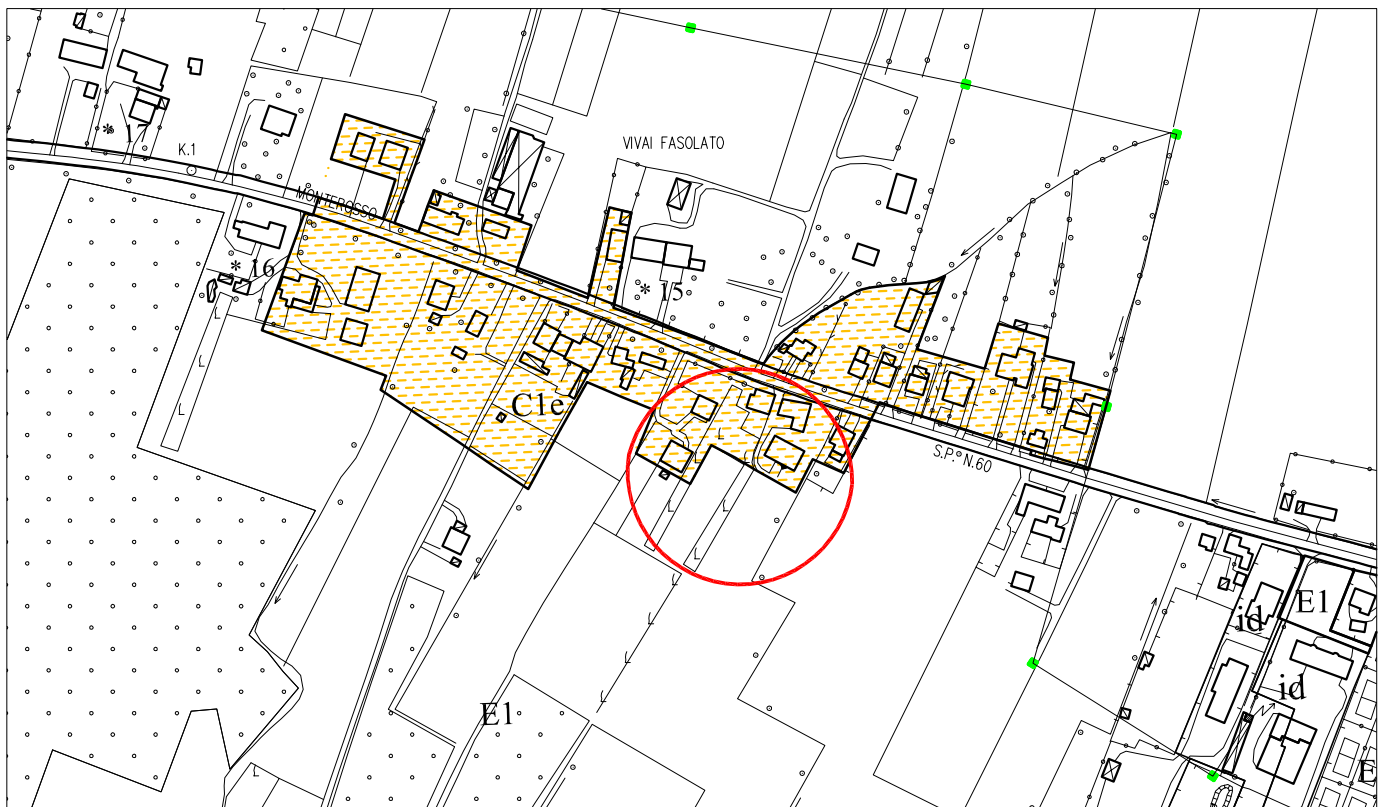 * 17
K.1
VIVAI FASOLATO
MONTEROSSO
* 16
* 15
C1e
S.P.° N.60
E1
id
id
E1
E